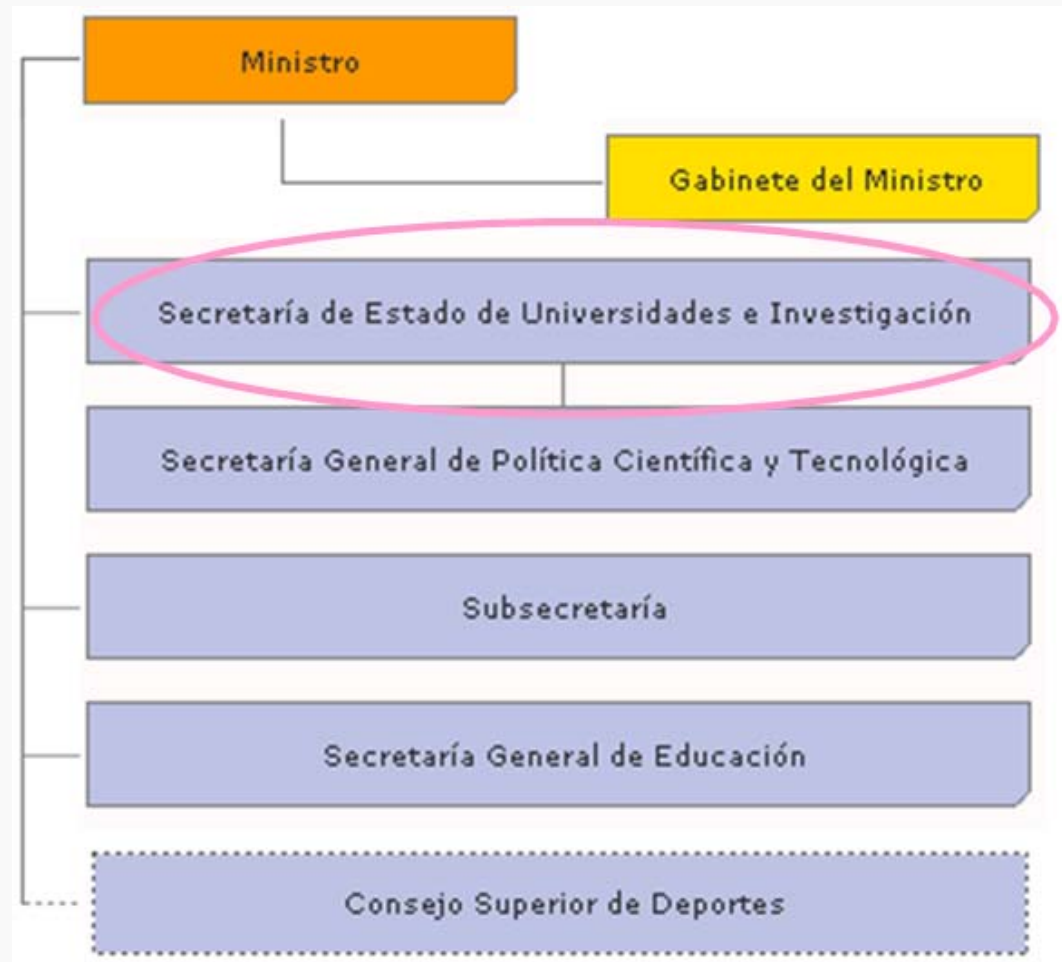 Ministro
Gabinete del Ministro
Secretaría de Estado de Universidades e Investigación
Secretaría General de Política Científica y Tecnológica
Subsecretaría
Secretaría General de Educación
Consejo Superior de Deportes